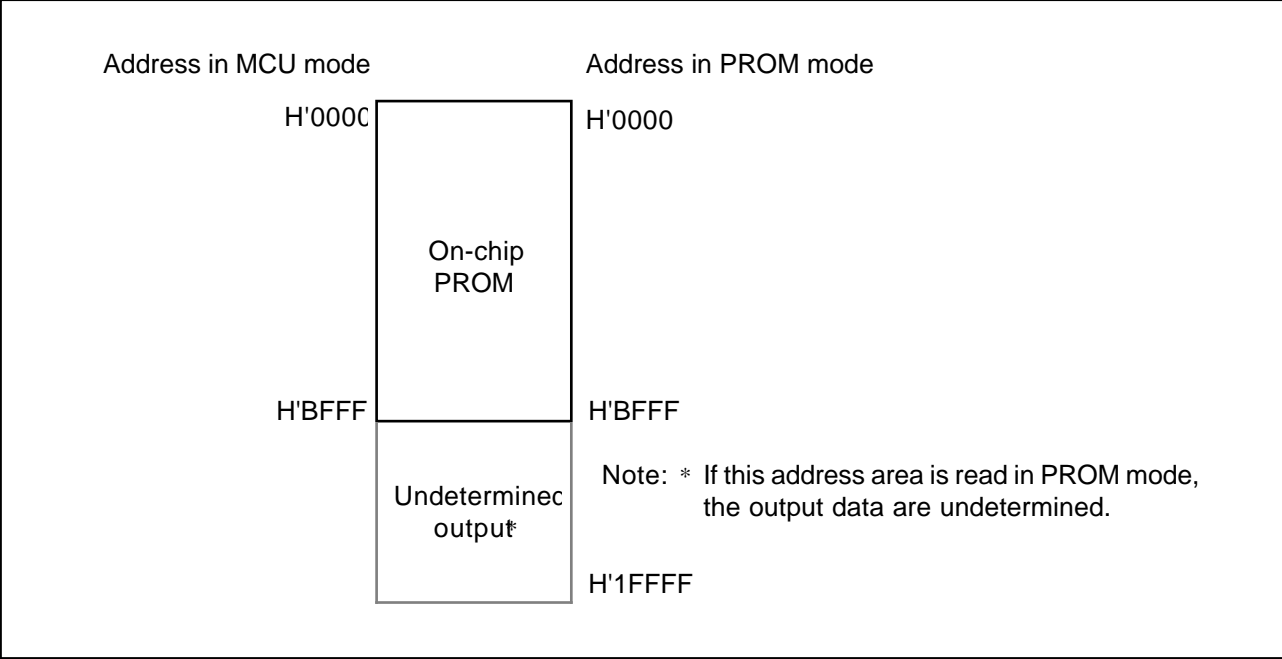 Address in MCU mode
Address in PROM mode
H'0000
H'0000
On-chip
PROM
H'BFFF
H'BFFF
Undetermined
output*
Note: * If this address area is read in PROM mode,
the output data are undetermined.
H'1FFFF